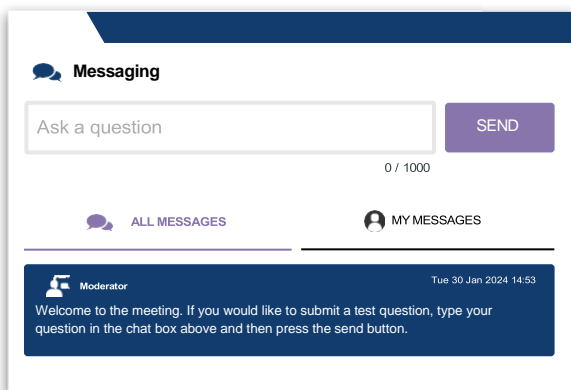 Messaging
Ask a question
SEND
0 / 1000
ALL MESSAGES
MY MESSAGES
Moderator
Tue 30 Jan 2024 14:53
Welcome to the meeting. If you would like to submit a test question, type your
question in the chat box above and then press the send button.